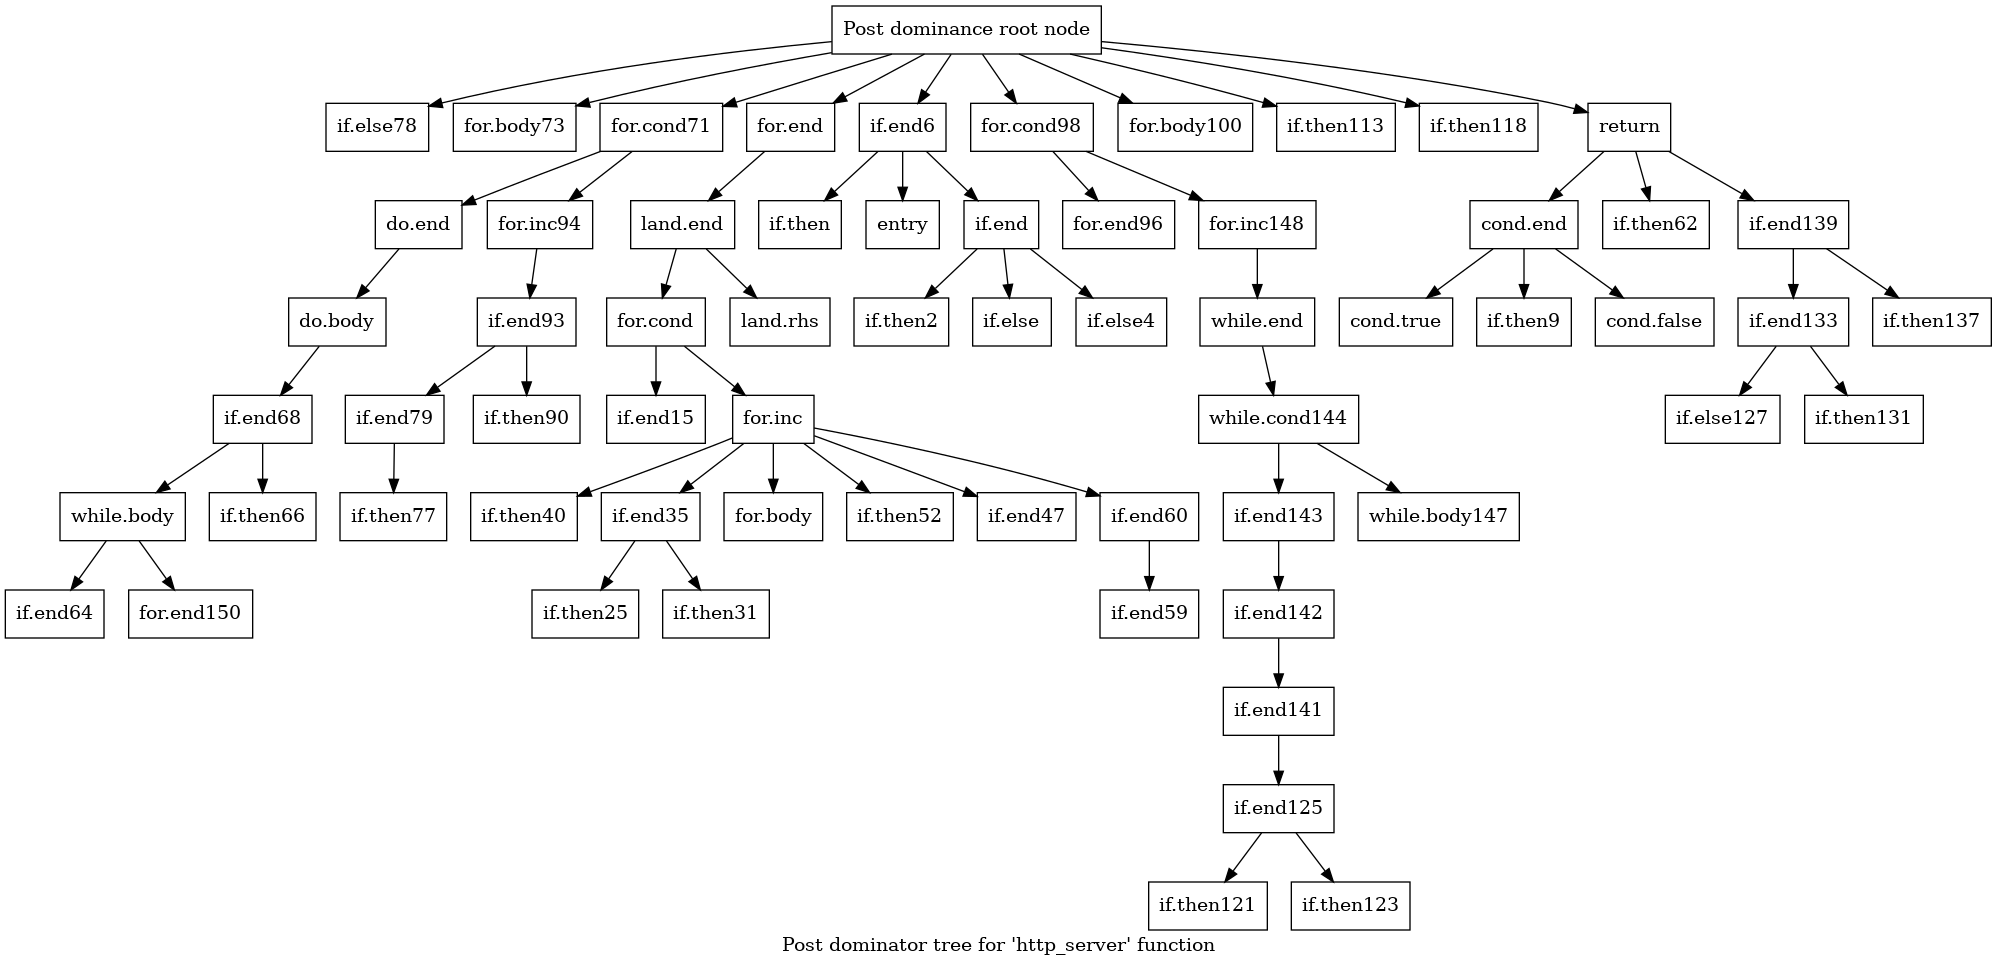 Post dominance root node
if.else78
for.body73
for.cond71
for.end
if.end6
for.cond98
for.body100
if.then113
if.then118
return
do.end
for.inc94
land.end
if.then
entry
if.end
for.end96
for.inc148
cond.end
if.then62
if.end139
do.body
if.end93
for.cond
land.rhs
if.then2
if.else
if.else4
while.end
cond.true
if.then9
cond.false
if.end133
if.then137
if.end68
if.end79
if.then90
if.end15
for.inc
while.cond144
if.else127
if.then131
while.body
if.then66
if.then77
if.then40
if.end35
for.body
if.then52
if.end47
if.end60
if.end143
while.body147
if.end64
for.end150
if.then25
if.then31
if.end59
if.end142
if.end141
if.end125
if.then121
if.then123
Post dominator tree for 'http_server' function